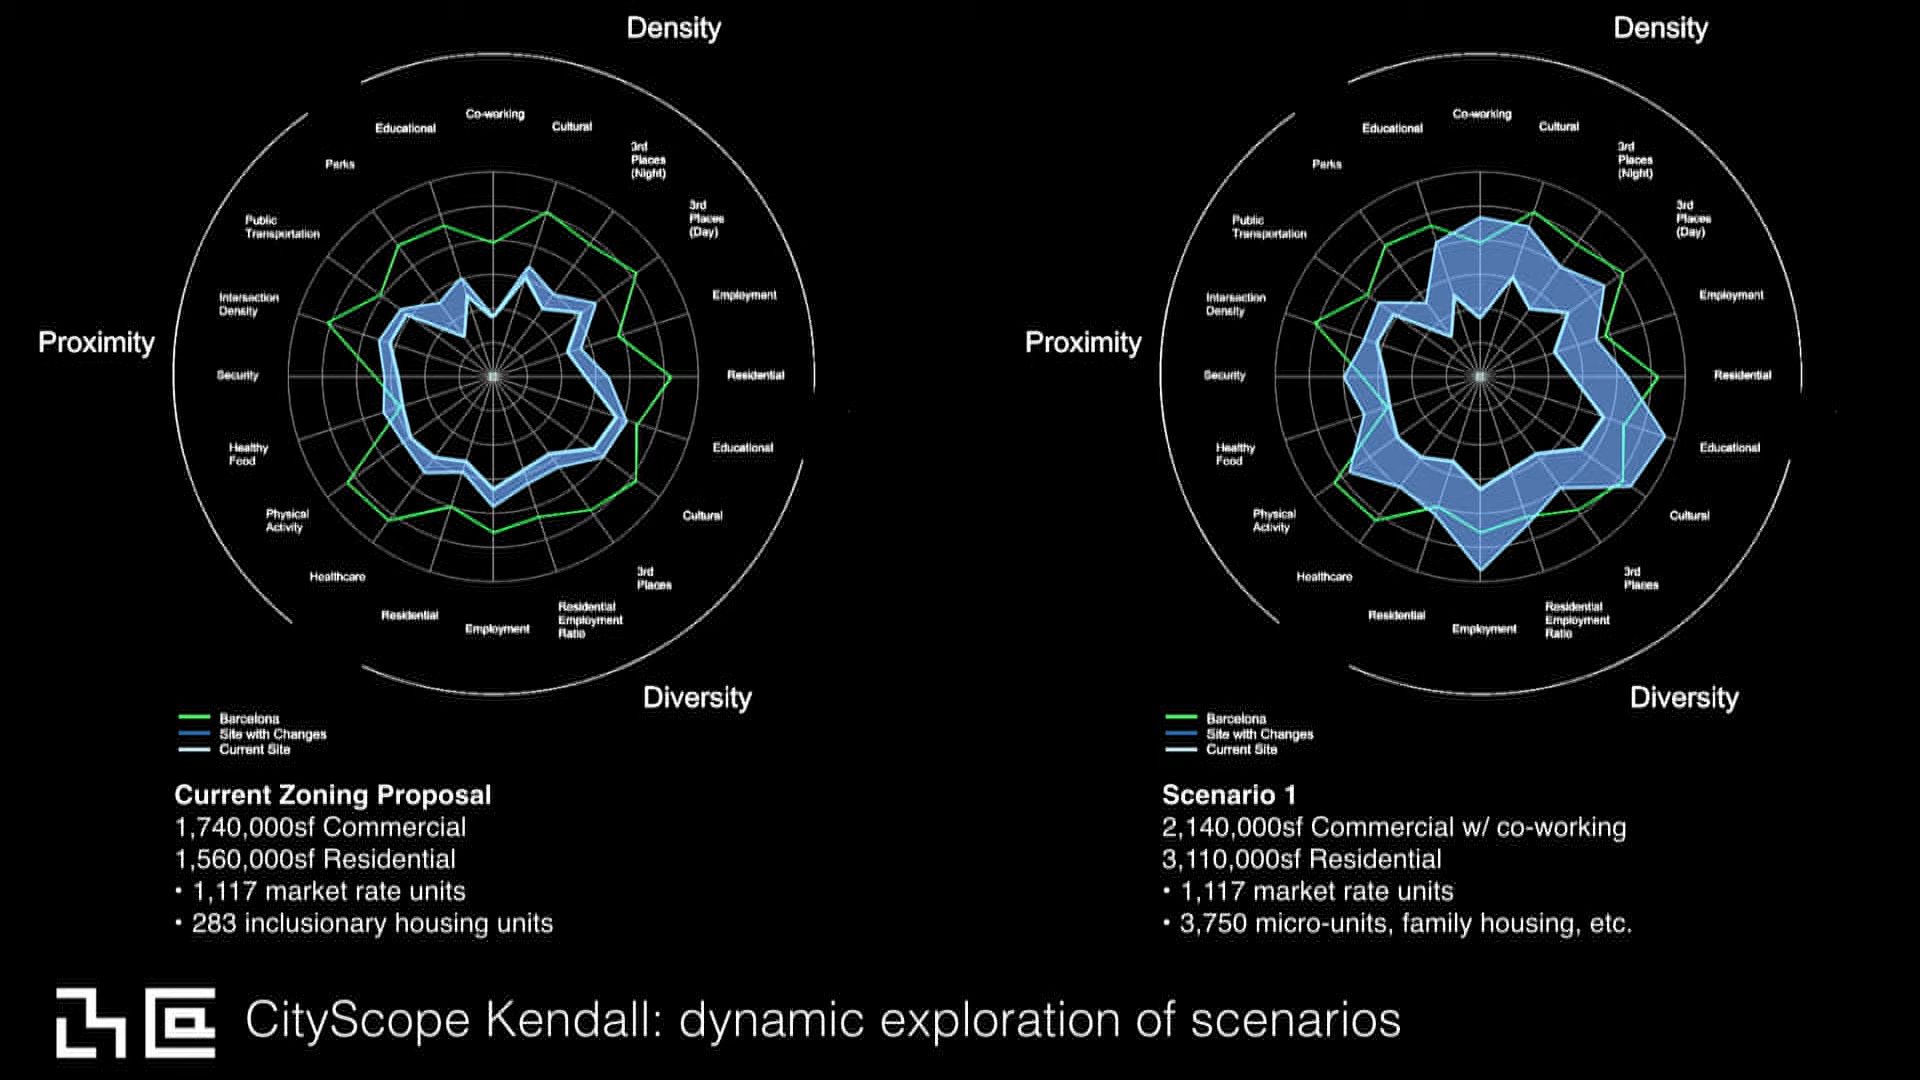 Density
Co-working
Educational
Cultural
3rd
Places
(Night)
Parks
3rd
Places
(Day)
Public
Transportation
Employment
Intersection
Density
Proximity
Security
Residential
Healthy
Food
Educational
Physical
Activity
Cultural
Healthcare
3rd
Places
Residential
Employment
Residential
Employment
Ratio
Diversity
Barcelona
Site with Changes
Current Site
Current Zoning Proposal
1,740,000sf Commercial
1,560,000sf Residential
• 1,117 market rate units
• 283 inclusionary housing units
Density
Co-working
Educational
Cultural
3rd
Places
(Night)
Parks
3rd
Places
(Day)
Public
Transportation
Employment
Intersection
Density
Proximity
Security
Residential
Healthy
Food
Educational
Physical
Activity
Cultural
Healthcare
3rd
Places
Residential
Employment
Residential
Employment
Ratio
Diversity
Barcelona
Site with Changes
Current Site
Scenario 1
2,140,000sf Commercial w/ co-working
3,110,000sf Residential
• 1,117 market rate units
• 3,750 micro-units, family housing, etc.
CityScope Kendall: dynamic exploration of scenarios